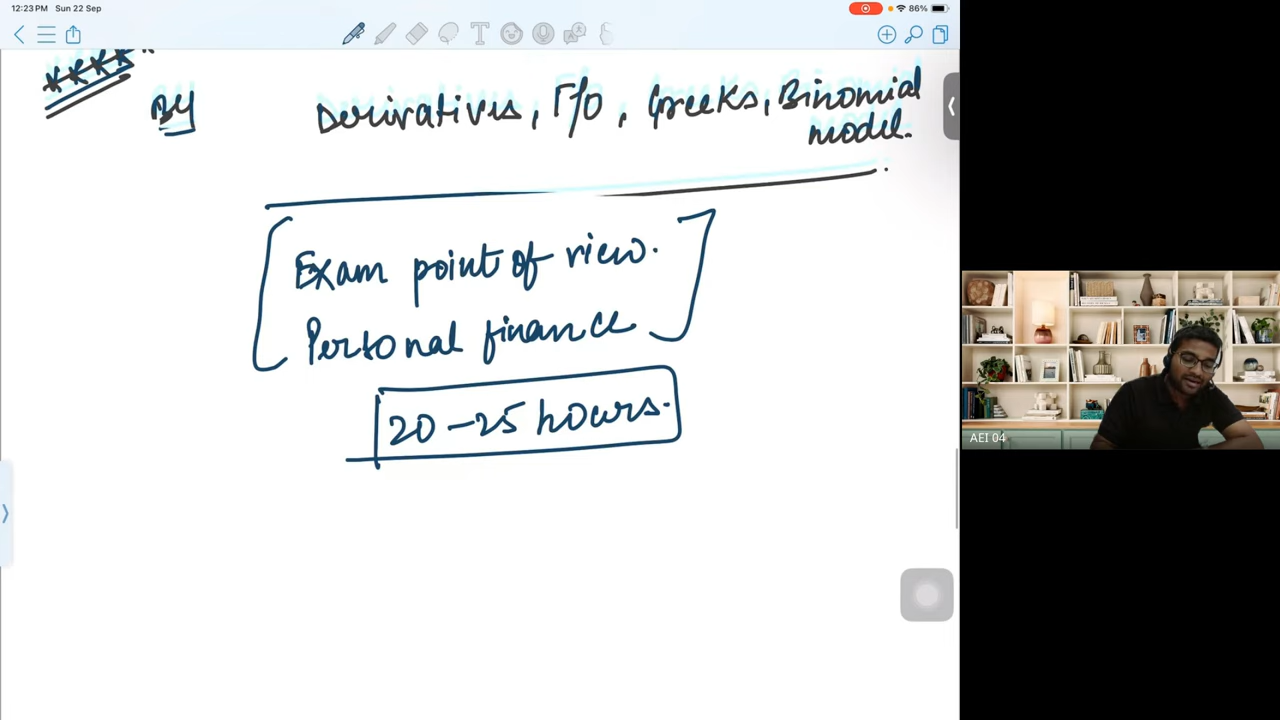 12:23 PM Sun 22 Sep
86%
By Derivatives, F/O, Greeks, Binomial
model.
Exam point of view.
Personal finance
20-25 hours.
AEI 04